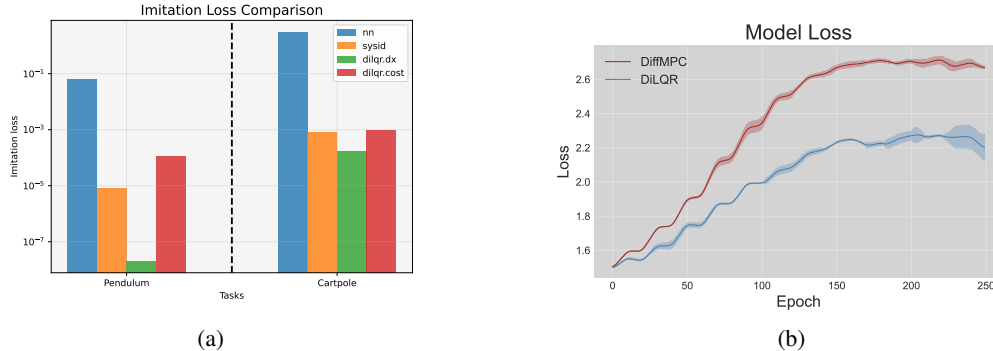 Imitation Loss Comparison
nn
sysid
dilqr.dx
dilqr.cost
Imitation loss
10⁻¹
10⁻³
10⁻⁵
10⁻⁷
Pendulum
Cartpole
Tasks
(a)
Model Loss
DiffMPC
DiLQR
Loss
2.6
2.4
2.2
2.0
1.8
1.6
0 50 100 150 200 250
Epoch
(b)